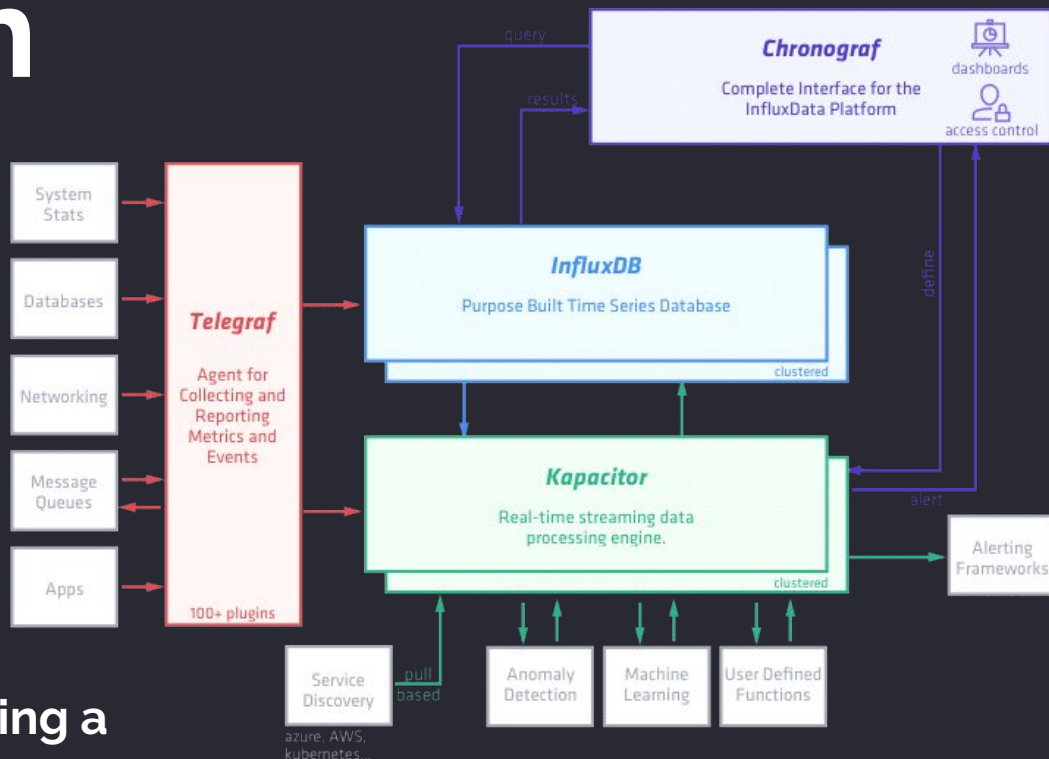 n
query
Chronograf
dashboards
Complete Interface for the
InfluxData Platform
results
access control
System
Stats
Databases
Networking
Message
Queues
Apps
Telegraf
Agent for
Collecting and
Reporting
Metrics and
Events
100+ plugins
InfluxDB
Purpose Built Time Series Database
clustered
define
Kapacitor
Real-time streaming data
processing engine.
clustered
alert
Alerting
Frameworks
Service
Discovery
pull
based
azure, AWS,
kubernetes...
Anomaly
Detection
Machine
Learning
User Defined
Functions
ing a